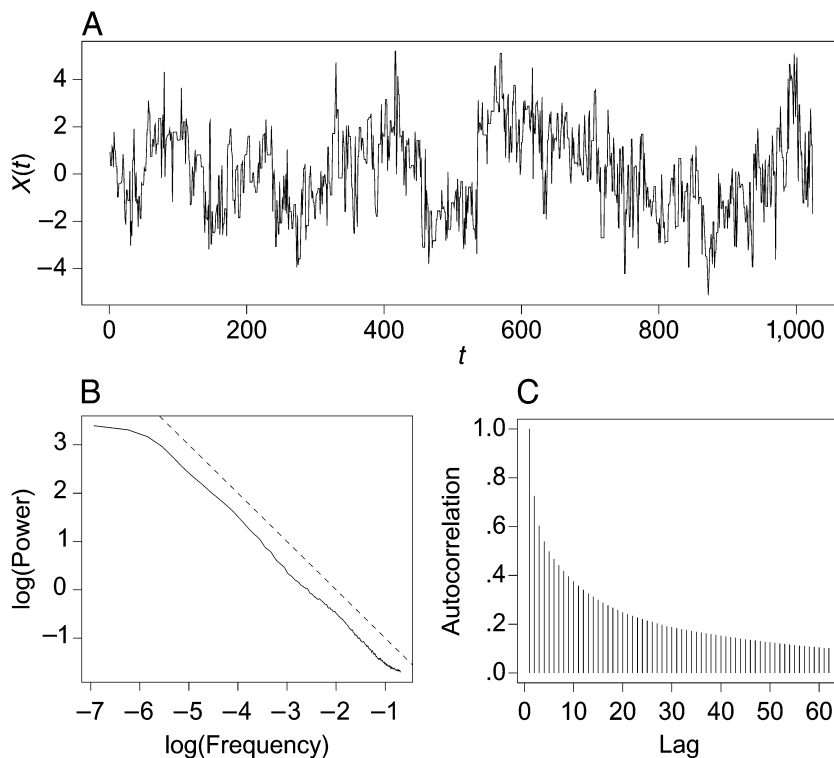 A
X(t)
4
2
0
−2
−4
0 200 400 600 800 1,000
t
B
log(Power)
3
2
1
0
−1
−7 −6 −5 −4 −3 −2 −1
log(Frequency)
C
Autocorrelation
1.0
.8
.6
.4
.2
.0
0 10 20 30 40 50 60
Lag